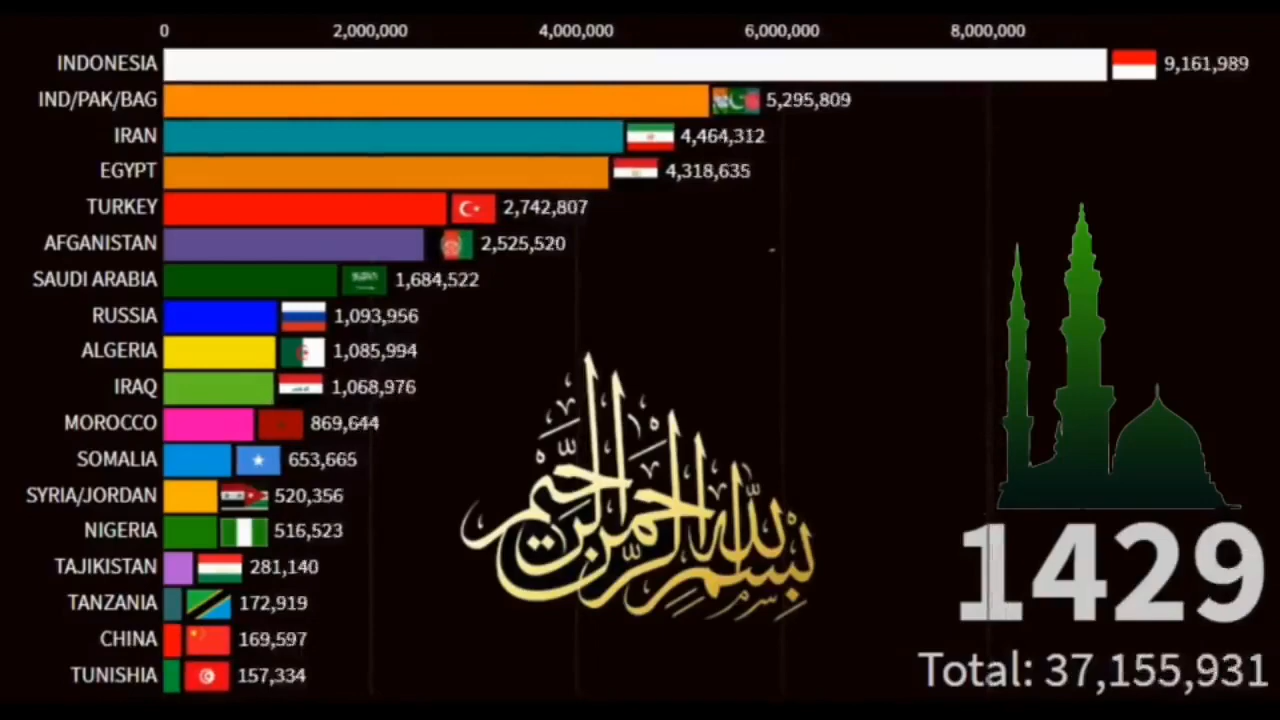 0 2,000,000 4,000,000 6,000,000 8,000,000
INDONESIA 9,161,989
IND/PAK/BAG 5,295,809
IRAN 4,464,312
EGYPT 4,318,635
TURKEY 2,742,807
AFGANISTAN 2,525,520
SAUDI ARABIA 1,684,522
RUSSIA 1,093,956
ALGERIA 1,085,994
IRAQ 1,068,976
MOROCCO 869,644
SOMALIA 653,665
SYRIA/JORDAN 520,356
NIGERIA 516,523
TAJIKISTAN 281,140
TANZANIA 172,919
CHINA 169,597
TUNISHIA 157,334
بسم الله الرحمن الرحيم
1429
Total: 37,155,931